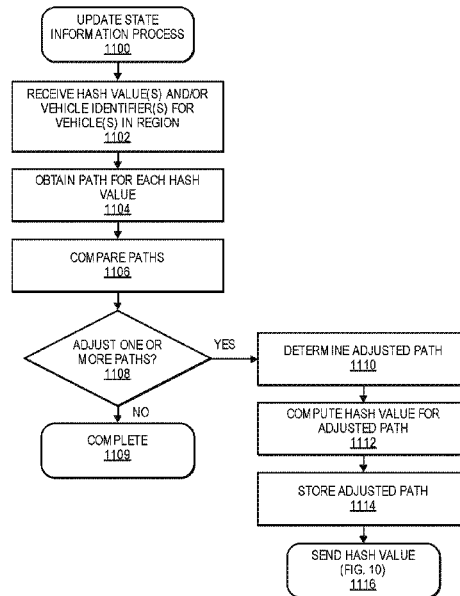 UPDATE STATE
INFORMATION PROCESS
1100
RECEIVE HASH VALUE(S) AND/OR
VEHICLE IDENTIFIER(S) FOR
VEHICLE(S) IN REGION
1102
OBTAIN PATH FOR EACH HASH
VALUE
1104
COMPARE PATHS
1106
ADJUST ONE OR
MORE PATHS?
1108
YES
NO
COMPLETE
1109
DETERMINE ADJUSTED PATH
1110
COMPUTE HASH VALUE FOR
ADJUSTED PATH
1112
STORE ADJUSTED PATH
1114
SEND HASH VALUE
(FIG. 10)
1116